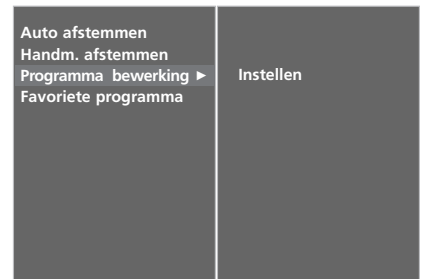 Auto afstemmen
Handm. afstemmen
Programma bewerking ►
Favoriete programma
Instellen